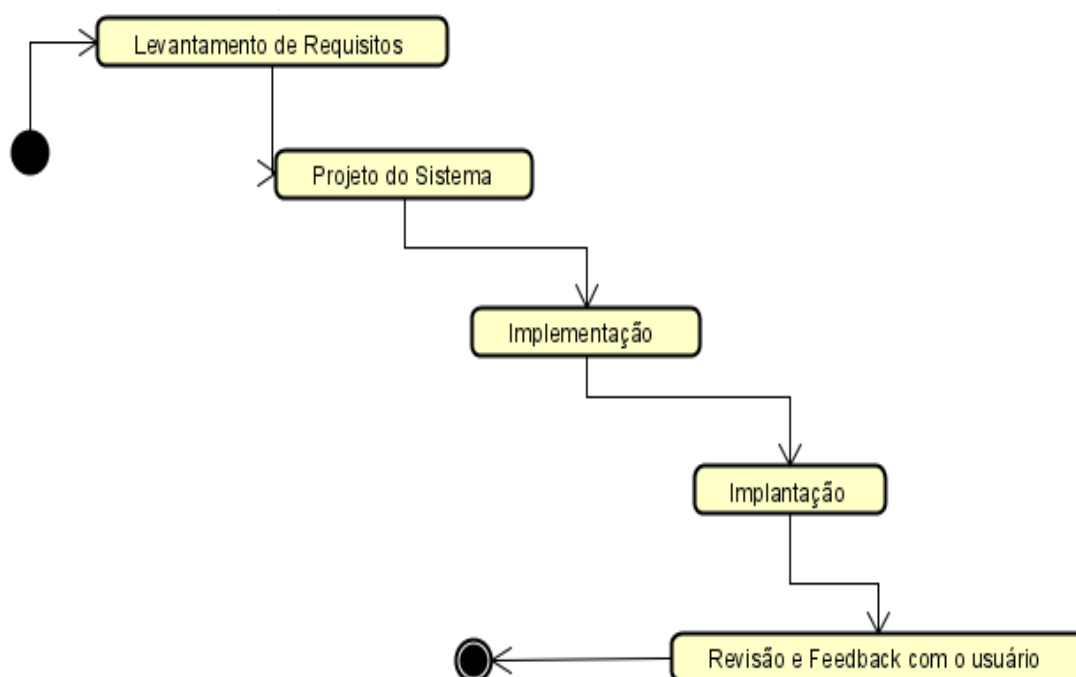 Levantamento de Requisitos
Projeto do Sistema
Implementação
Implantação
Revisão e Feedback com o usuário